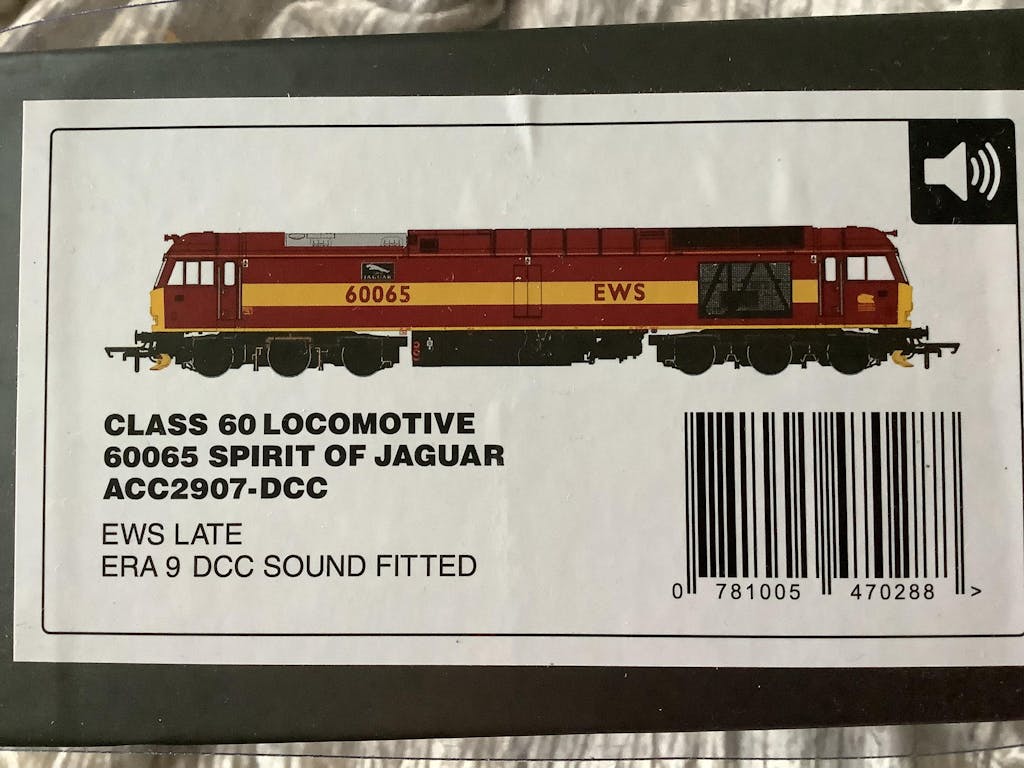 JAGUAR
60065
EWS
CLASS 60 LOCOMOTIVE
60065 SPIRIT OF JAGUAR
ACC2907-DCC
EWS LATE
ERA 9 DCC SOUND FITTED
0 781005 470288 >